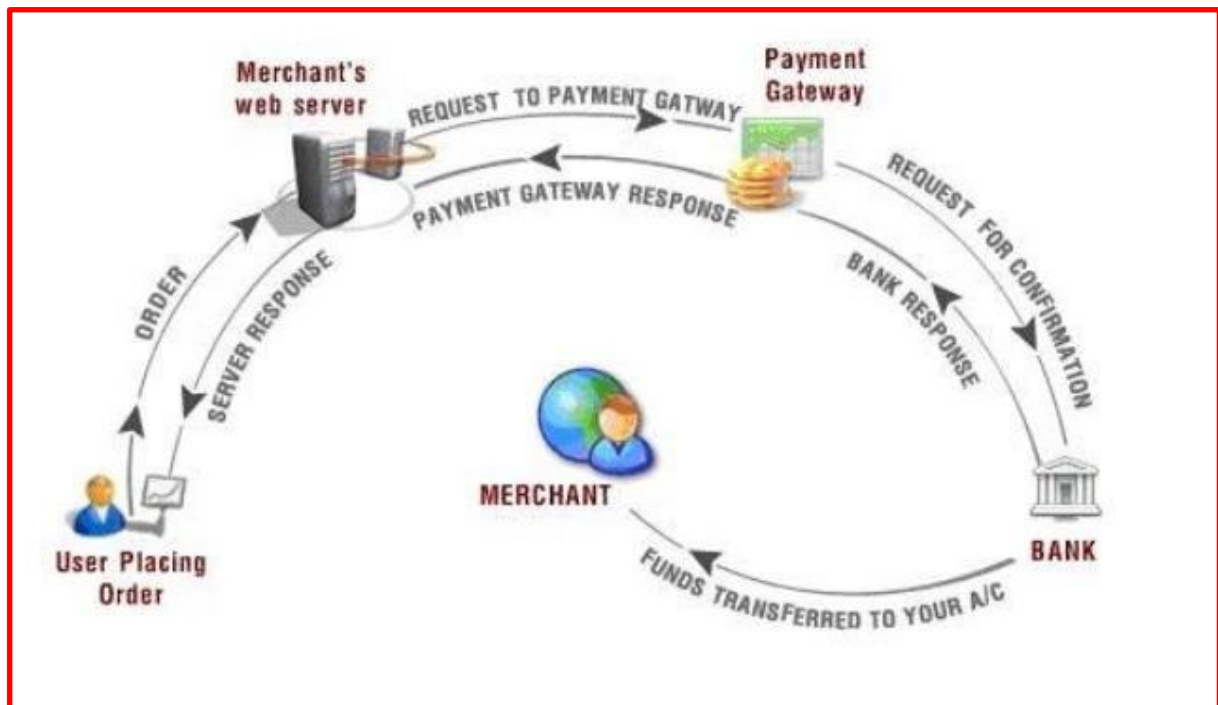 Merchant's
web server
REQUEST TO PAYMENT GATWAY
Payment
Gateway
PAYMENT GATEWAY RESPONSE
REQUEST FOR CONFIRMATION
BANK RESPONSE
ORDER
SERVER RESPONSE
User Placing
Order
MERCHANT
BANK
FUNDS TRANSFERRED TO YOUR A/C